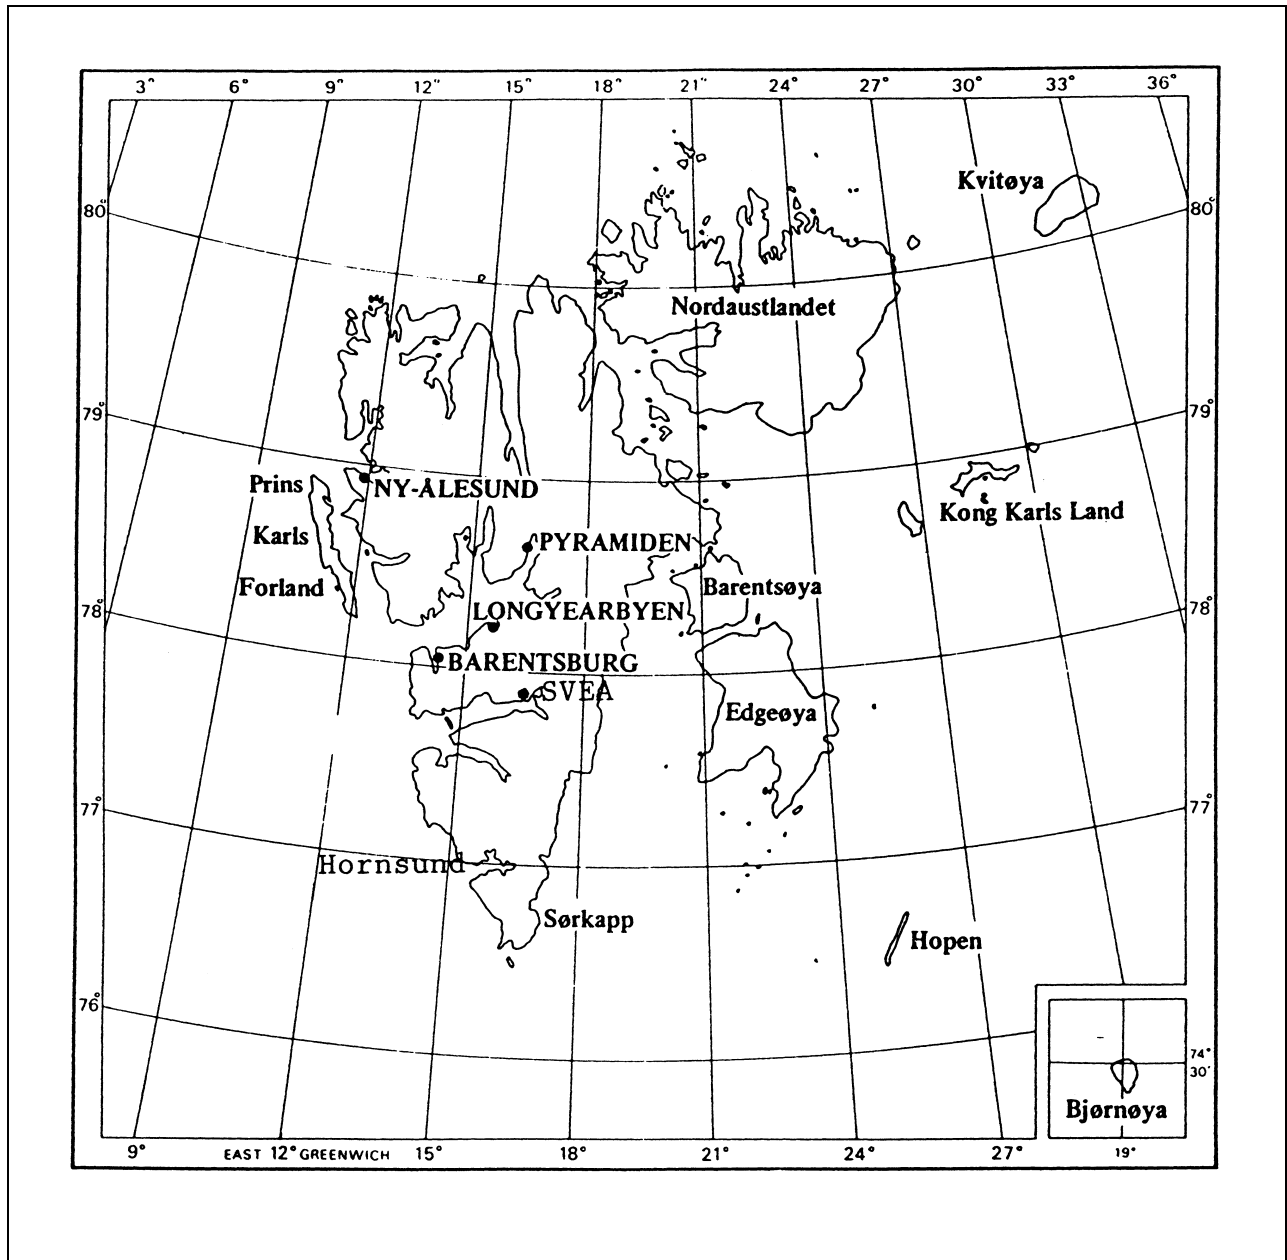 3° 6° 9° 12° 15° 18° 21° 24° 27° 30° 33° 36°
Kvitøya
80° 80°
Nordaustlandet
79° 79°
Prins
NY-ÅLESUND
Kong Karls Land
Karls
PYRAMIDEN
Forland
Barentsøya
78° 78°
LONGYEARBYEN
BARENTSBURG
SVEA
Edgeøya
77° 77°
Hornsund
Sørkapp
Hopen
76°
74°
30'
Bjørnøya
9° EAST 12° GREENWICH 15° 18° 21° 24° 27° 19°